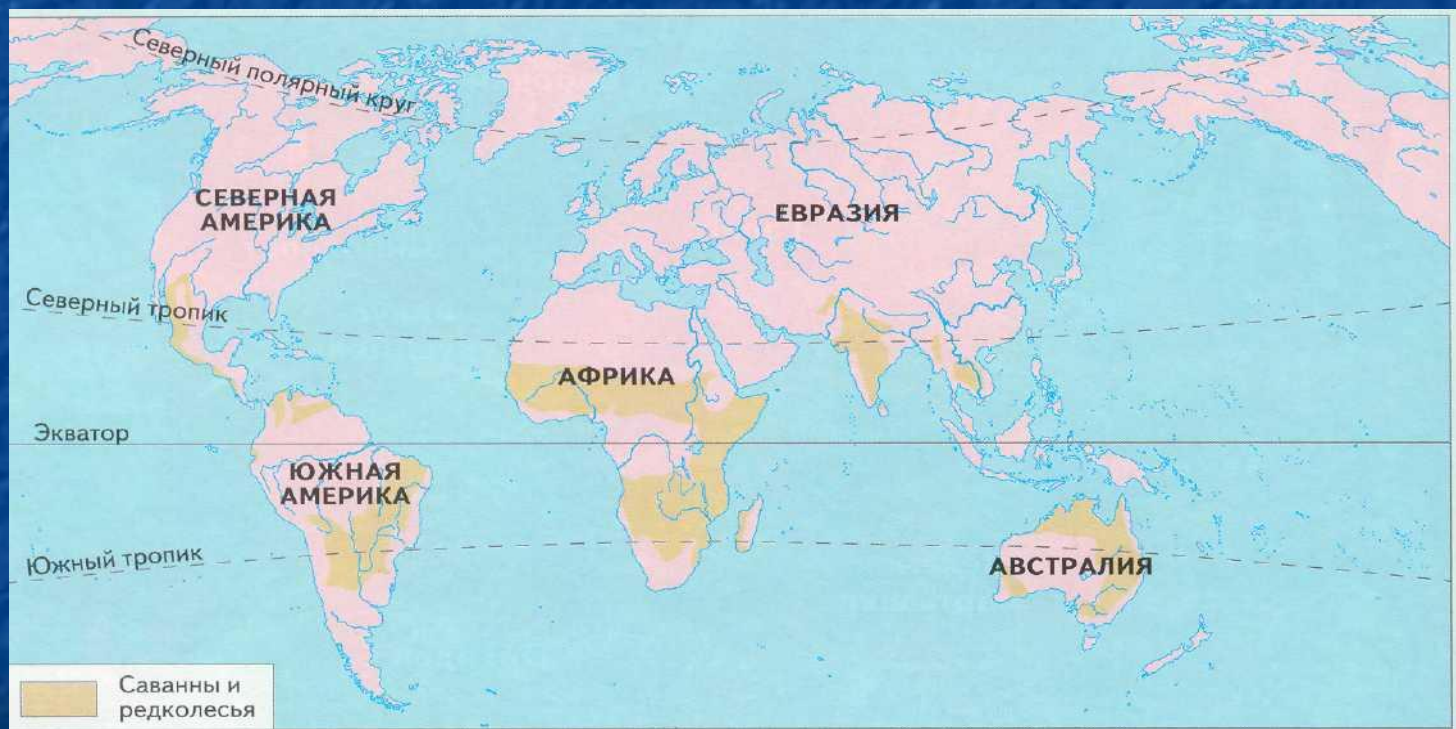 Северный полярный круг
СЕВЕРНАЯ
АМЕРИКА
ЕВРАЗИЯ
Северный тропик
АФРИКА
Экватор
ЮЖНАЯ
АМЕРИКА
Южный тропик
АВСТРАЛИЯ
Саванны и
редколесья